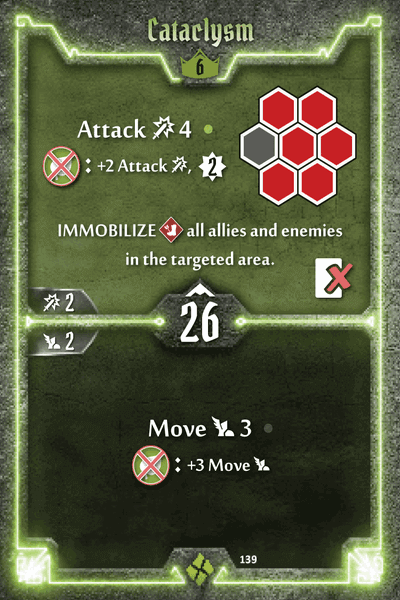 Cataclysm
6
Attack 4
: +2 Attack , 2
IMMOBILIZE all allies and enemies
in the targeted area.
2
26
2
Move 3
: +3 Move
139